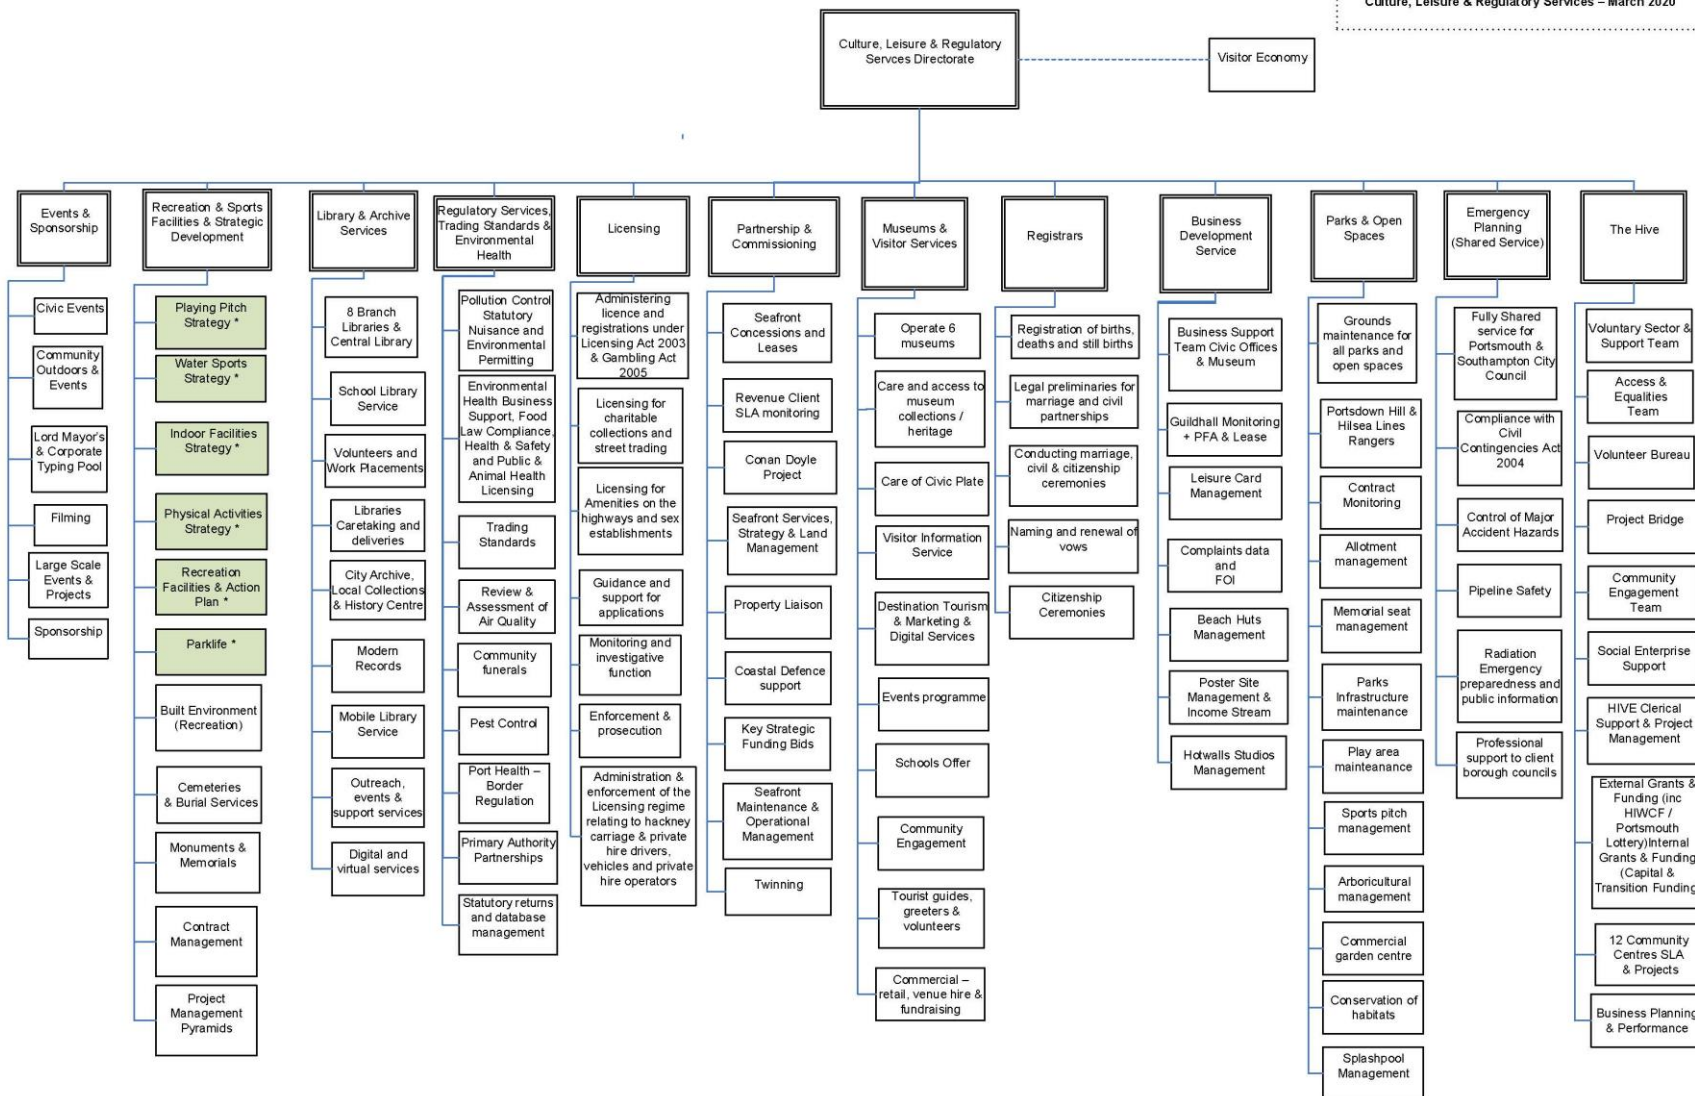 Culture, Leisure & Regulatory Services – March 2020
Culture, Leisure & Regulatory
Servces Directorate
Visitor Economy
Events &
Sponsorship
Civic Events
Community
Outdoors &
Events
Lord Mayor's
& Corporate
Typing Pool
Filming
Large Scale
Events &
Projects
Sponsorship
Recreation & Sports
Facilities & Strategic
Development
Playing Pitch
Strategy *
Water Sports
Strategy *
Indoor Facilities
Strategy *
Physical Activities
Strategy *
Recreation
Facilities & Action
Plan *
Parklife *
Built Environment
(Recreation)
Cemeteries
& Burial Services
Monuments &
Memorials
Contract
Management
Project
Management
Pyramids
Library & Archive
Services
8 Branch
Libraries &
Central Library
School Library
Service
Volunteers and
Work Placements
Libraries
Caretaking and
deliveries
City Archive,
Local Collections
& History Centre
Modern
Records
Mobile Library
Service
Outreach,
events &
support services
Digital and
virtual services
Regulatory Services,
Trading Standards &
Environmental
Health
Pollution Control
Statutory
Nuisance and
Environmental
Permitting
Environmental
Health Business
Support, Food
Law Compliance,
Health & Safety
and Public &
Animal Health
Licensing
Trading
Standards
Review &
Assessment of
Air Quality
Community
funerals
Pest Control
Port Health –
Border
Regulation
Primary Authority
Partnerships
Statutory returns
and database
management
Licensing
Administering
licence and
registrations under
Licensing Act 2003
& Gambling Act
2005
Licensing for
charitable
collections and
street trading
Licensing for
Amenities on the
highways and sex
establishments
Guidance and
support for
applications
Monitoring and
investigative
function
Enforcement &
prosecution
Administration &
enforcement of the
Licensing regime
relating to hackney
carriage & private
hire drivers,
vehicles and private
hire operators
Partnership &
Commissioning
Seafront
Concessions and
Leases
Revenue Client
SLA monitoring
Conan Doyle
Project
Seafront Services,
Strategy & Land
Management
Property Liaison
Coastal Defence
support
Key Strategic
Funding Bids
Seafront
Maintenance &
Operational
Management
Twinning
Museums &
Visitor Services
Operate 6
museums
Care and access to
museum
collections /
heritage
Care of Civic Plate
Visitor Information
Service
Destination Tourism
& Marketing &
Digital Services
Events programme
Schools Offer
Community
Engagement
Tourist guides,
greeters &
volunteers
Commercial –
retail, venue hire &
fundraising
Registrars
Registration of births,
deaths and still births
Legal preliminaries for
marriage and civil
partnerships
Conducting marriage,
civil & citizenship
ceremonies
Naming and renewal of
vows
Citizenship
Ceremonies
Business
Development
Service
Business Support
Team Civic Offices
& Museum
Guildhall Monitoring
+ PFA & Lease
Leisure Card
Management
Complaints data
and
FOI
Beach Huts
Management
Poster Site
Management &
Income Stream
Hotwalls Studios
Management
Parks & Open
Spaces
Grounds
maintenance for
all parks and
open spaces
Portsdown Hill &
Hilsea Lines
Rangers
Contract
Monitoring
Allotment
management
Memorial seat
management
Parks
Infrastructure
maintenance
Play area
mainteanance
Sports pitch
management
Arboricultural
management
Commercial
garden centre
Conservation of
habitats
Splashpool
Management
Emergency
Planning
(Shared Service)
Fully Shared
service for
Portsmouth &
Southampton City
Council
Compliance with
Civil
Contingencies Act
2004
Control of Major
Accident Hazards
Pipeline Safety
Radiation
Emergency
preparedness and
public information
Professional
support to client
borough councils
The Hive
Voluntary Sector &
Support Team
Access &
Equalities
Team
Volunteer Bureau
Project Bridge
Community
Engagement
Team
Social Enterprise
Support
HIVE Clerical
Support & Project
Management
External Grants &
Funding (inc
HIWCF /
Portsmouth
Lottery)Internal
Grants & Funding
(Capital &
Transition Funding
12 Community
Centres SLA
& Projects
Business Planning
& Performance